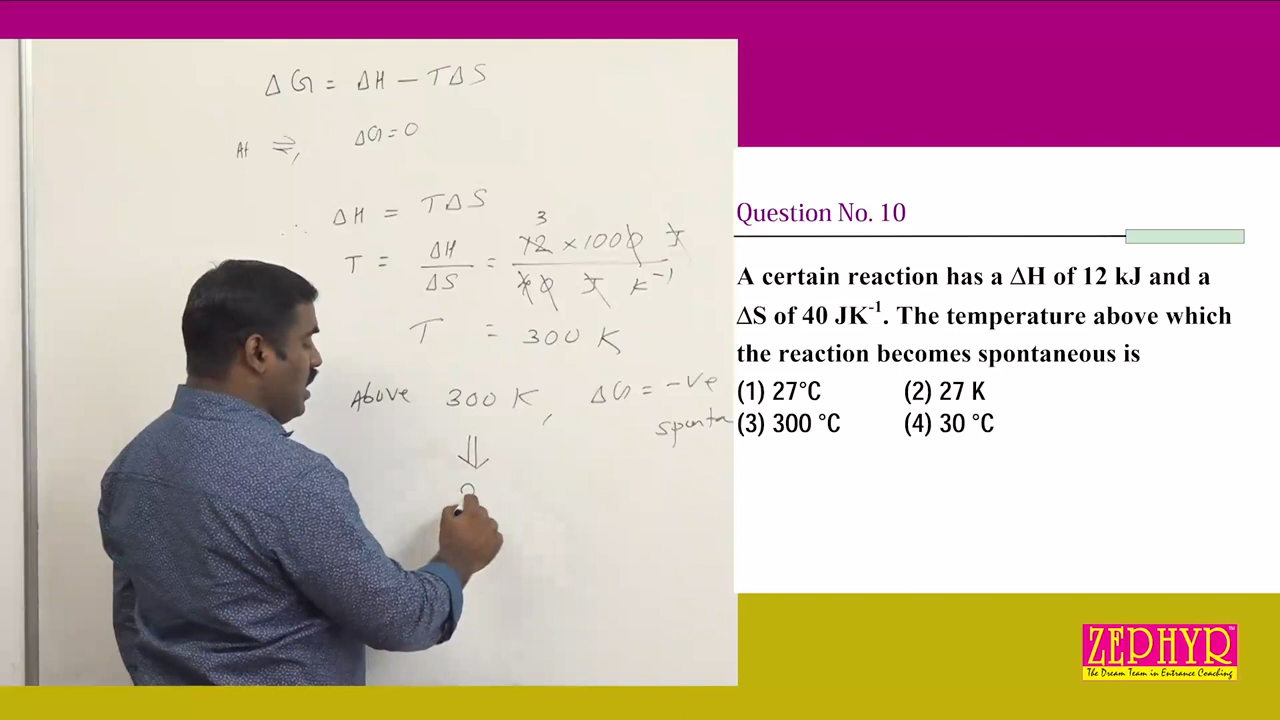 ΔG = ΔH – TΔS
At ⇌, ΔG = 0
∴ ΔH = TΔS
T = ΔH/ΔS = 3 12 × 1000 J / 40 J K⁻¹
T = 300 K
Above 300 K, ΔG = -ve
sponta
⇓
Question No. 10
A certain reaction has a ΔH of 12 kJ and a
ΔS of 40 JK⁻¹. The temperature above which
the reaction becomes spontaneous is
(1) 27°C (2) 27 K
(3) 300 °C (4) 30 °C
ZEPHYR™
The Dream Team in Entrance Coaching